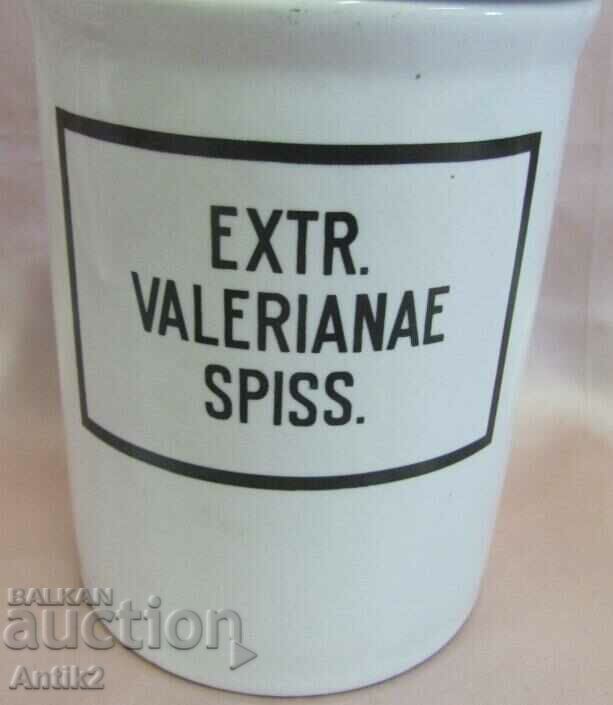 EXTR.
VALERIANAE
SPISS.
BALKAN
auction
Antik2